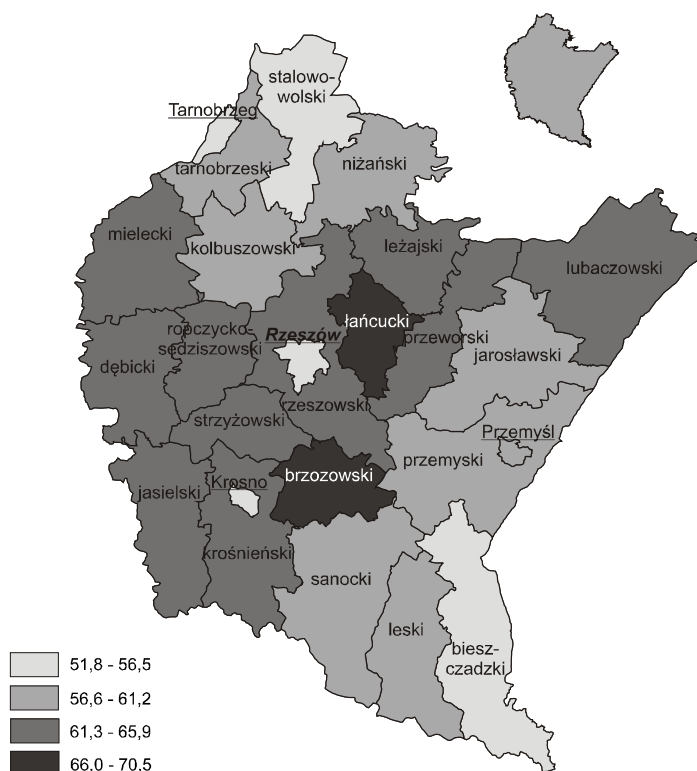 stalowo-
wolski
Tarnobrzeg
tarnobrzeski
niżański
mielecki
kolbuszowski
leżajski
lubaczowski
łańcucki
ropczycko-
sędziszowski
Rzeszów
przeworski
jarosławski
dębicki
rzeszowski
strzyżowski
Przemyśl
przemyski
brzozowski
Krosno
jasielski
krośnieński
sanocki
leski
biesz-
czadzki
51,8 - 56,5
56,6 - 61,2
61,3 - 65,9
66,0 - 70,5